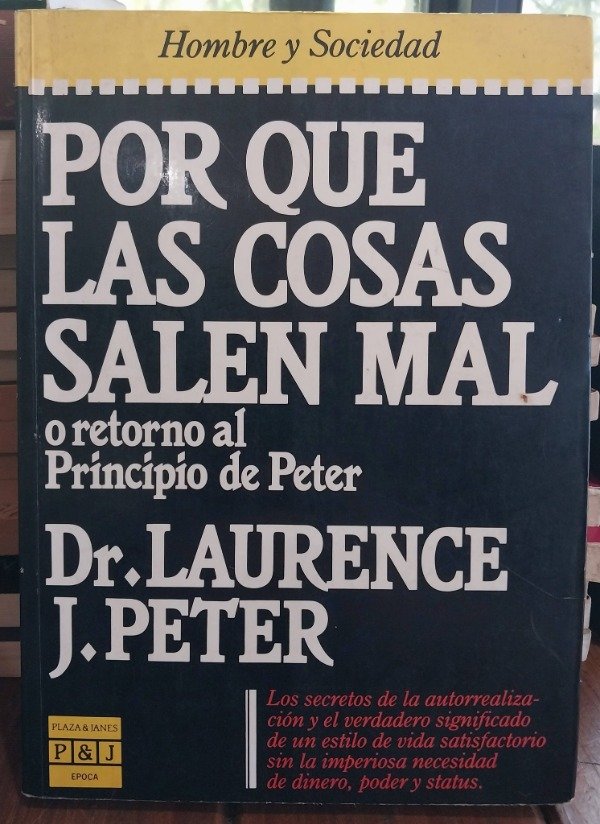 Hombre y Sociedad
POR QUE
LAS COSAS
SALEN MAL
o retorno al
Principio de Peter
Dr. LAURENCE
J. PETER
Los secretos de la autorrealiza-
ción y el verdadero significado
de un estilo de vida satisfactorio
sin la imperiosa necesidad
de dinero, poder y status.
PLAZA & JANES
P & J
EPOCA